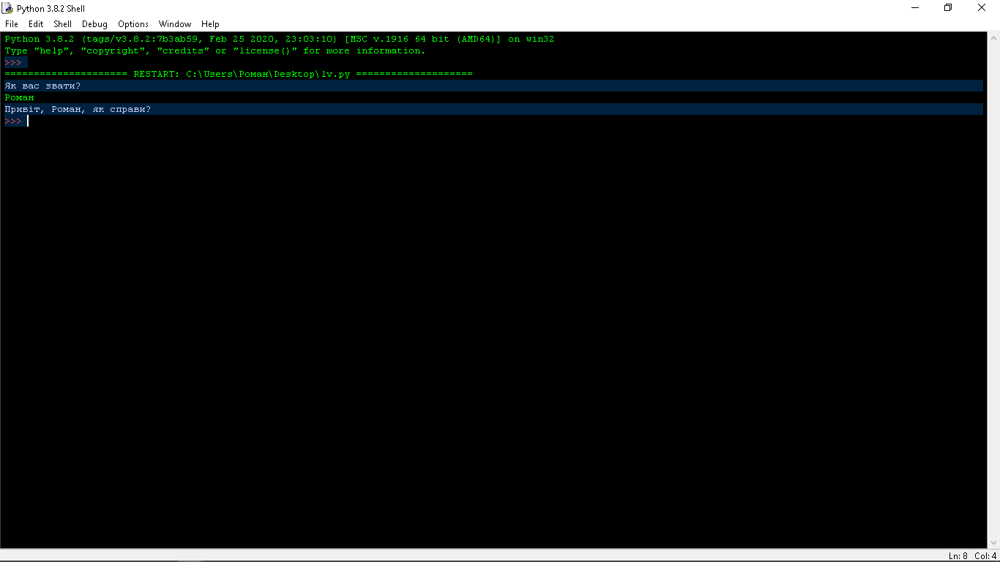 Python 3.8.2 Shell
File Edit Shell Debug Options Window Help
Python 3.8.2 (tags/v3.8.2:7b3ab59, Feb 25 2020, 23:03:10) [MSC v.1916 64 bit (AMD64)] on win32
Type "help", "copyright", "credits" or "license()" for more information.
>>>
===================== RESTART: C:\Users\Роман\Desktop\lv.py ====================
Як вас звати?
Роман
Привіт, Роман, як справи?
>>>
Ln: 8 Col: 4